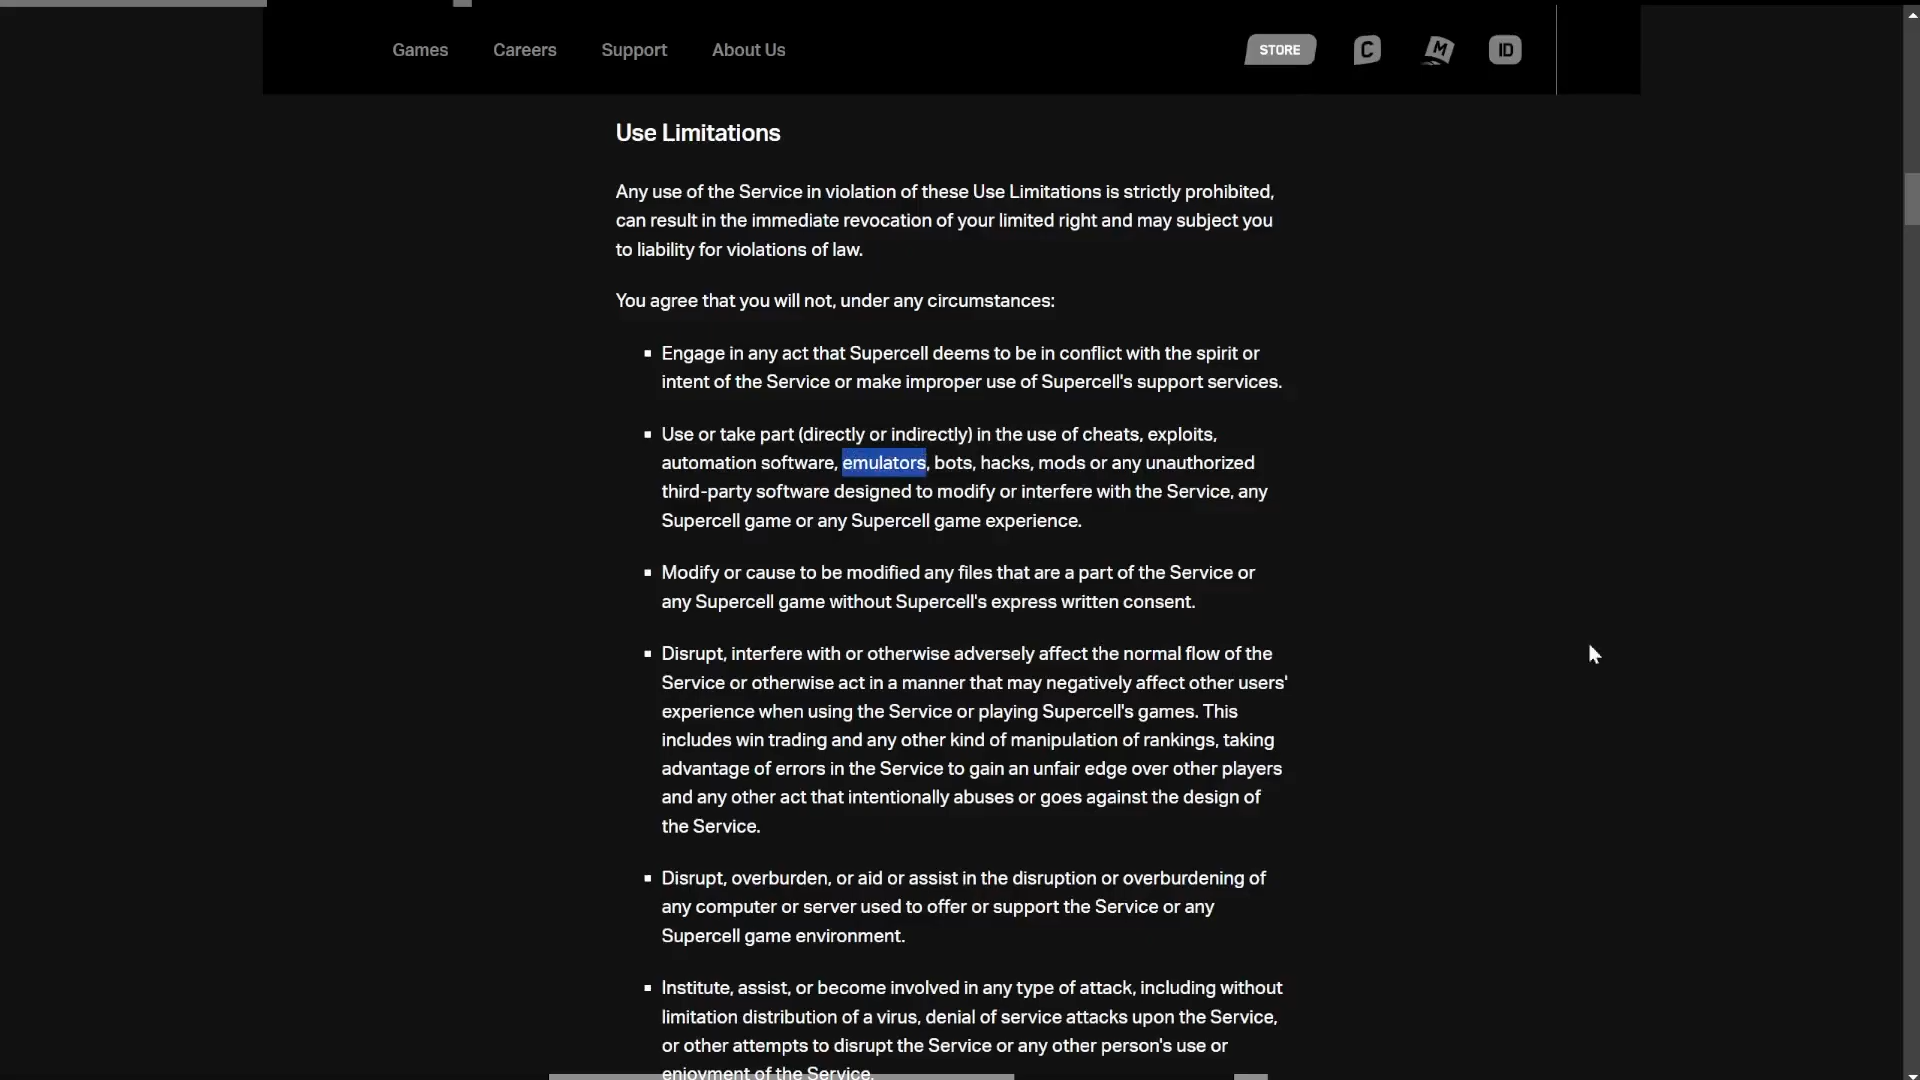 Games Careers Support About Us STORE C M ID
Use Limitations
Any use of the Service in violation of these Use Limitations is strictly prohibited,
can result in the immediate revocation of your limited right and may subject you
to liability for violations of law.
You agree that you will not, under any circumstances:
▪ Engage in any act that Supercell deems to be in conflict with the spirit or
intent of the Service or make improper use of Supercell's support services.
▪ Use or take part (directly or indirectly) in the use of cheats, exploits,
automation software, emulators, bots, hacks, mods or any unauthorized
third-party software designed to modify or interfere with the Service, any
Supercell game or any Supercell game experience.
▪ Modify or cause to be modified any files that are a part of the Service or
any Supercell game without Supercell's express written consent.
▪ Disrupt, interfere with or otherwise adversely affect the normal flow of the
Service or otherwise act in a manner that may negatively affect other users'
experience when using the Service or playing Supercell's games. This
includes win trading and any other kind of manipulation of rankings, taking
advantage of errors in the Service to gain an unfair edge over other players
and any other act that intentionally abuses or goes against the design of
the Service.
▪ Disrupt, overburden, or aid or assist in the disruption or overburdening of
any computer or server used to offer or support the Service or any
Supercell game environment.
▪ Institute, assist, or become involved in any type of attack, including without
limitation distribution of a virus, denial of service attacks upon the Service,
or other attempts to disrupt the Service or any other person's use or
enjoyment of the Service.